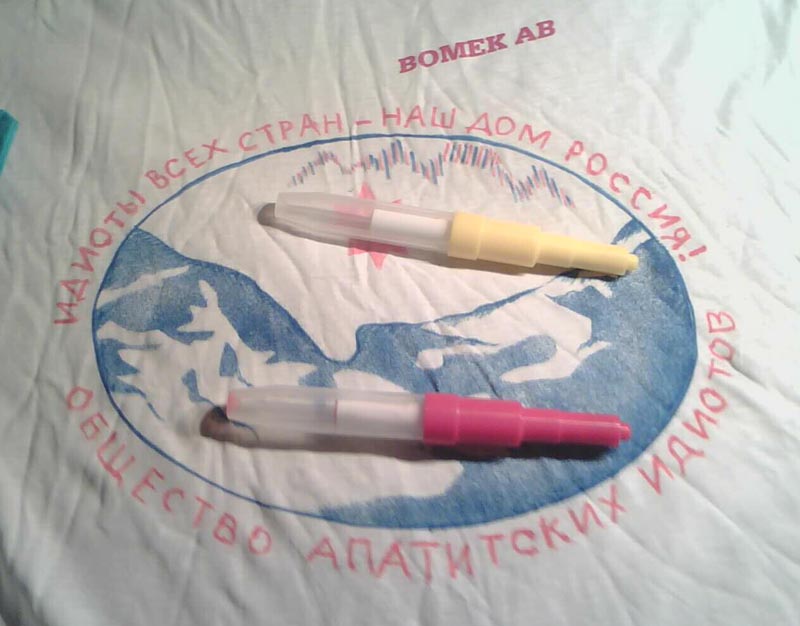 BOMEK AB
ИДИОТЫ ВСЕХ СТРАН – НАШ ДОМ РОССИЯ!
ОБЩЕСТВО АПАТИТСКИХ ИДИОТОВ